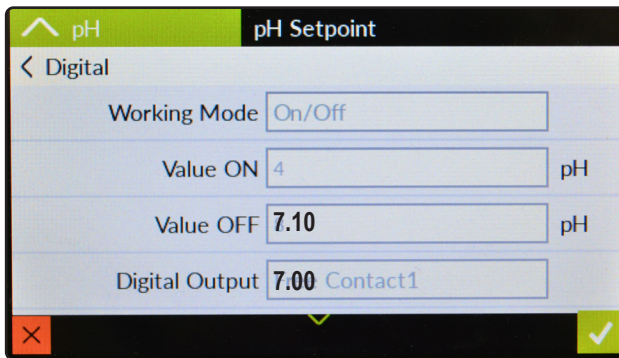 pH pH Setpoint
Digital
Working Mode On/Off
Value ON 4 pH
Value OFF 7.10 pH
Digital Output 7.00 Contact1